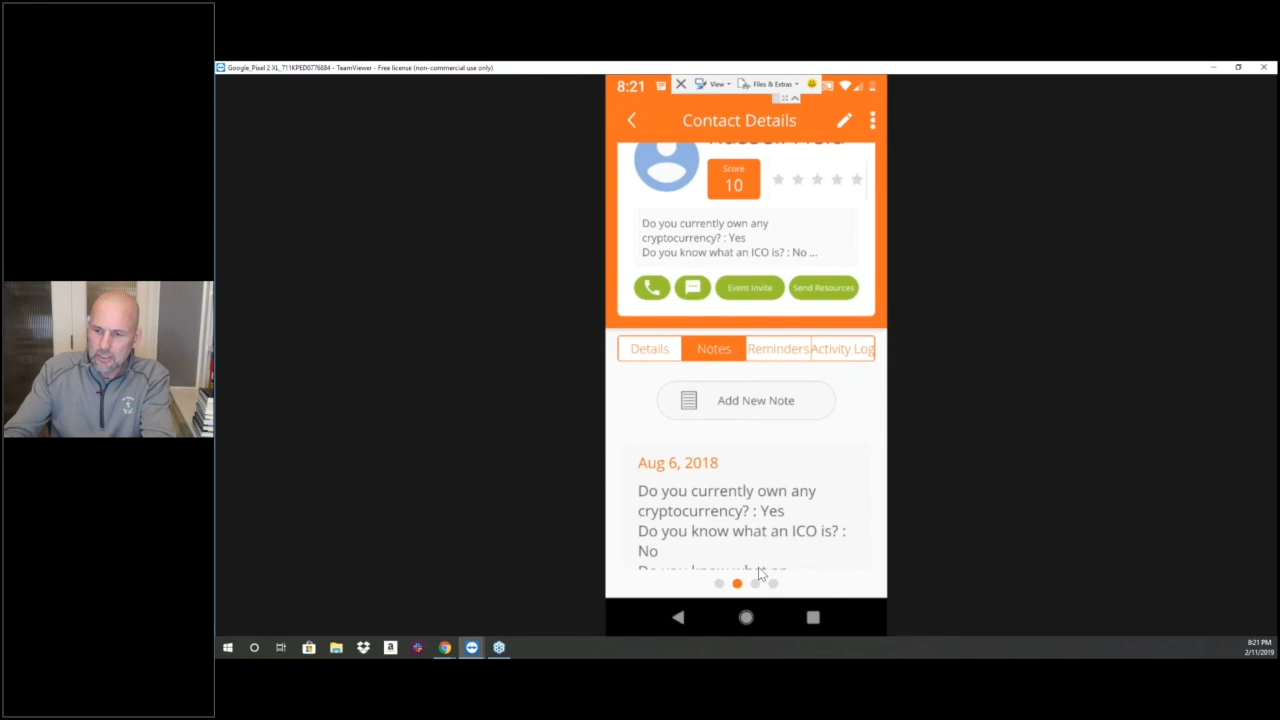 Google_Pixel 2 XL_711KPED0776884 - TeamViewer - Free license (non-commercial use only)
8:21
View
Files & Extras
Contact Details
Score
10
Do you currently own any
cryptocurrency? : Yes
Do you know what an ICO is? : No ...
Event Invite
Send Resources
Details
Notes
Reminders
Activity Log
Add New Note
Aug 6, 2018
Do you currently own any
cryptocurrency? : Yes
Do you know what an ICO is? :
No
a
8:21 PM
2/11/2019